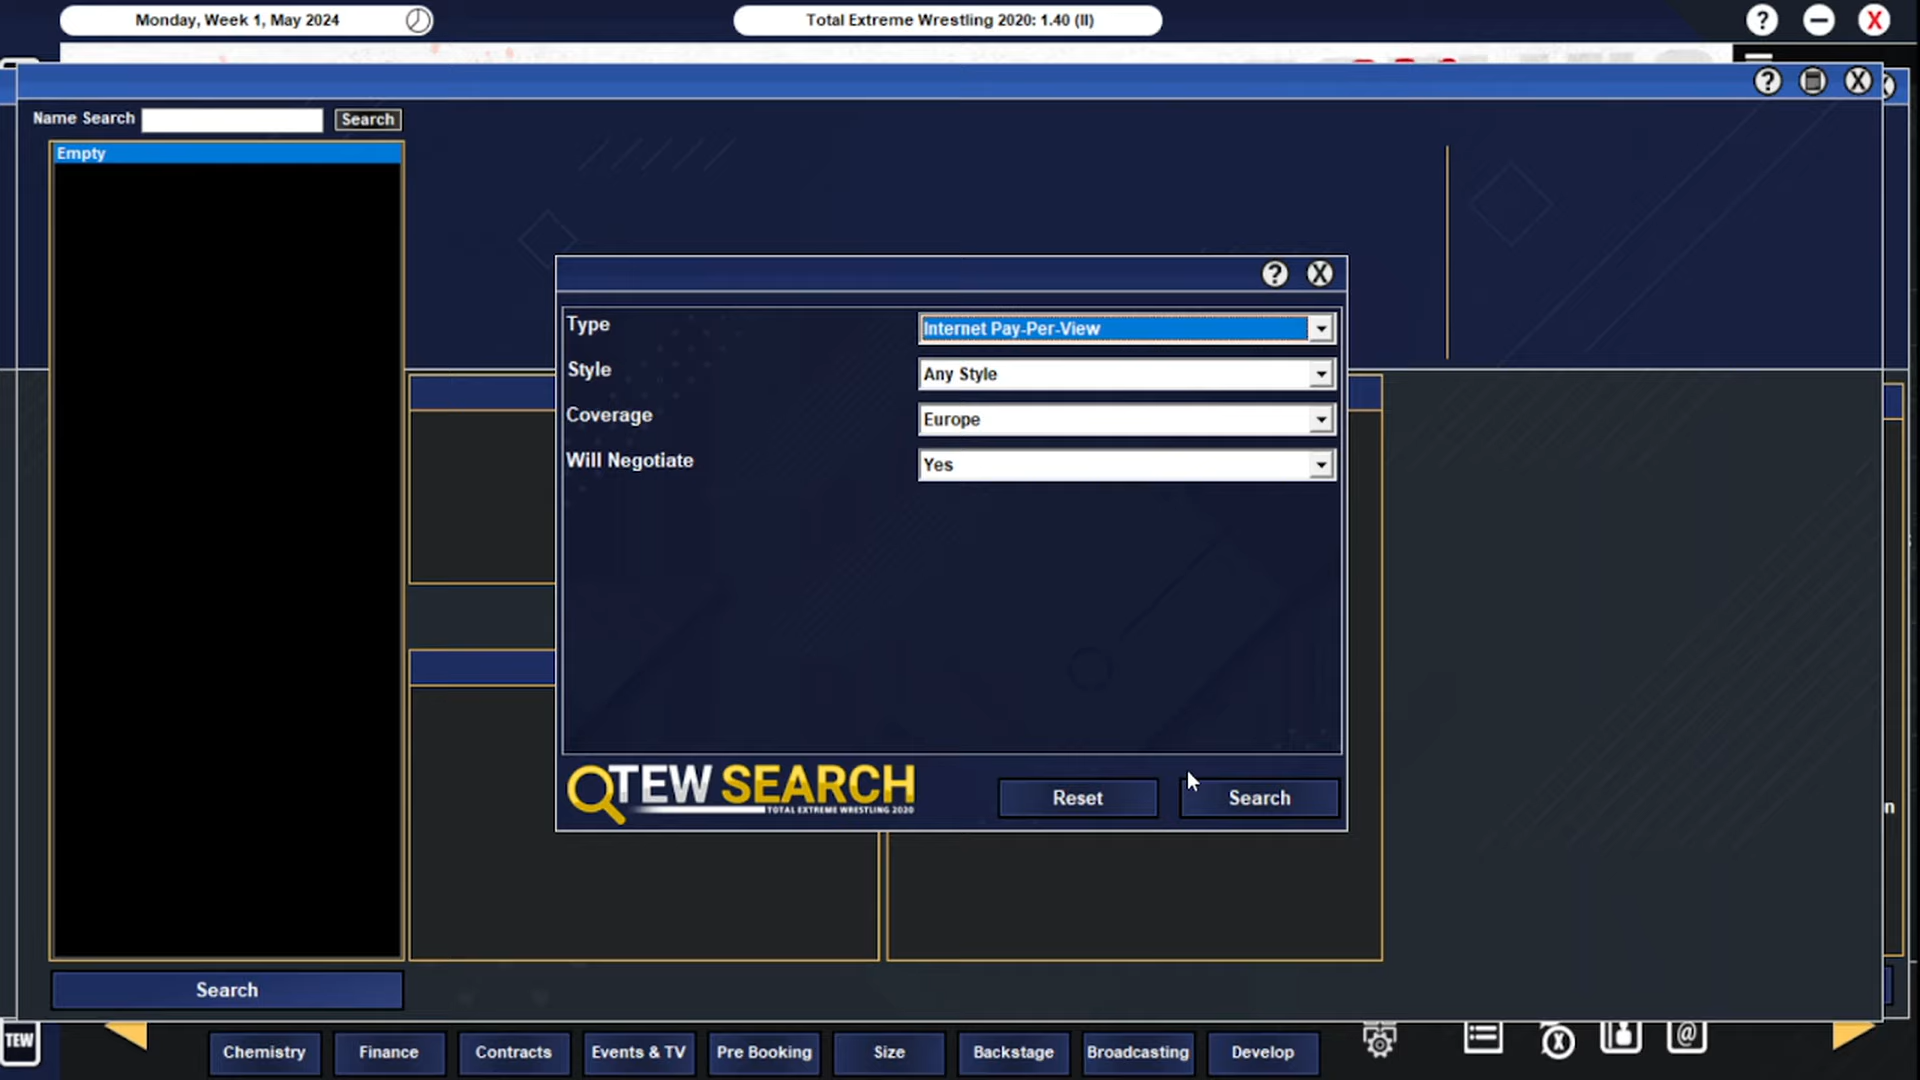 Monday, Week 1, May 2024
Total Extreme Wrestling 2020: 1.40 (II)
? X
? X
Name Search Search
Empty
? X
Type Internet Pay-Per-View
Style Any Style
Coverage Europe
Will Negotiate Yes
TEW SEARCH
TOTAL EXTREME WRESTLING 2020
Reset Search
Search
TEW
Chemistry Finance Contracts Events & TV Pre Booking Size Backstage Broadcasting Develop
X @